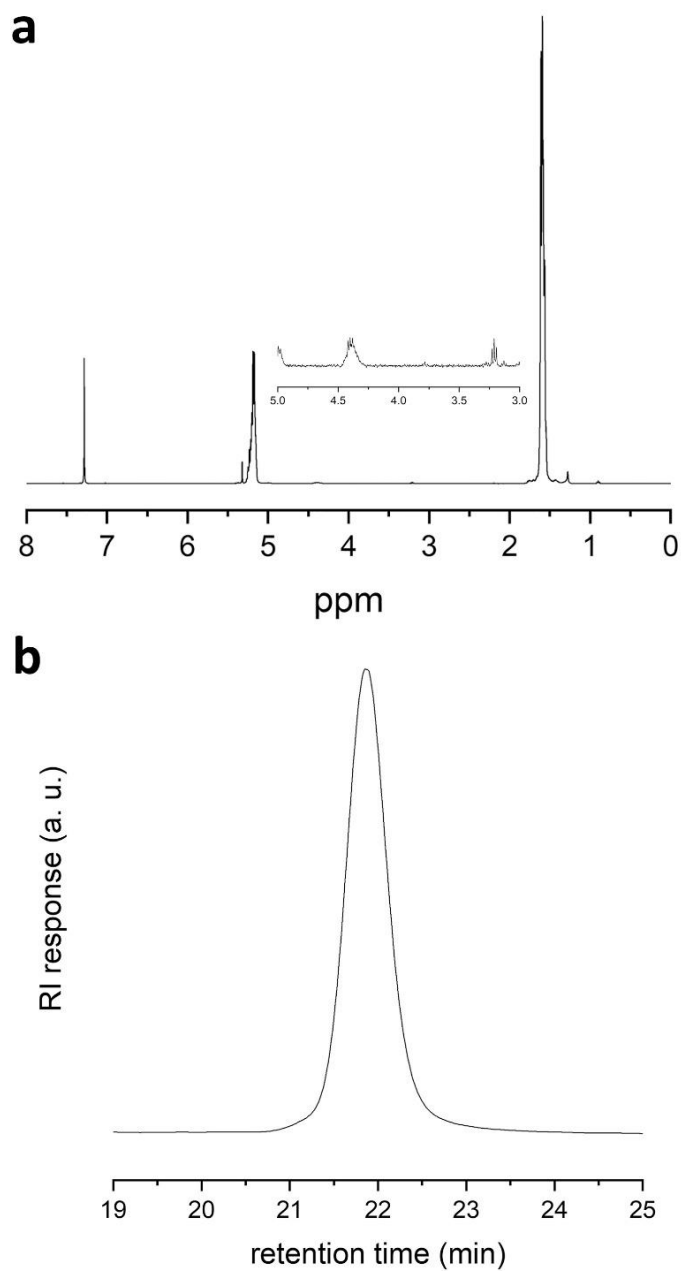 a
5.0 4.5 4.0 3.5 3.0
8 7 6 5 4 3 2 1 0
ppm
b
RI response (a. u.)
19 20 21 22 23 24 25
retention time (min)